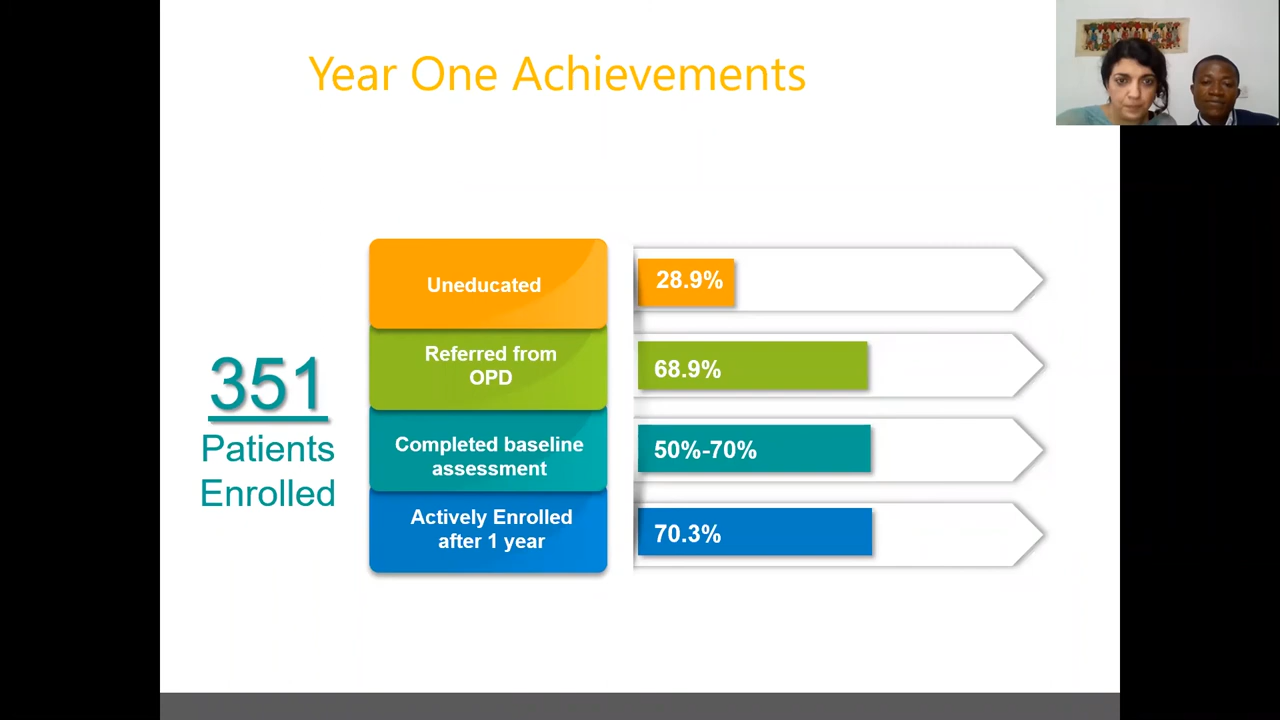 Year One Achievements
351
Patients
Enrolled
Uneducated
28.9%
Referred from
OPD
68.9%
Completed baseline
assessment
50%-70%
Actively Enrolled
after 1 year
70.3%